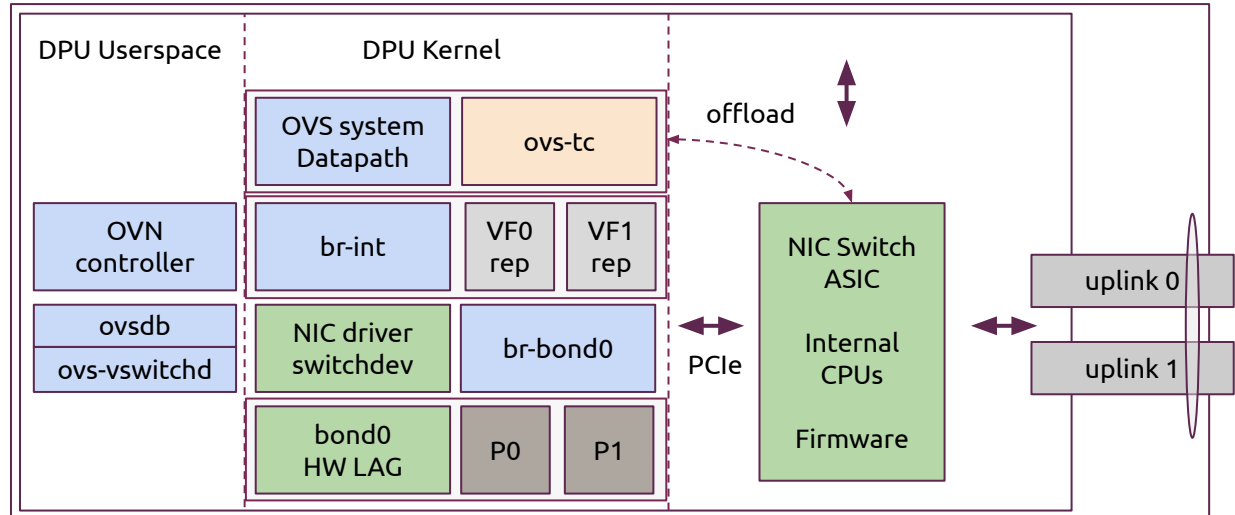 DPU Userspace
DPU Kernel
offload
OVS system
Datapath
ovs-tc
OVN
controller
br-int
VF0
rep
VF1
rep
NIC Switch
ASIC
Internal
CPUs
Firmware
uplink 0
uplink 1
ovsdb
ovs-vswitchd
NIC driver
switchdev
br-bond0
PCIe
bond0
HW LAG
P0
P1